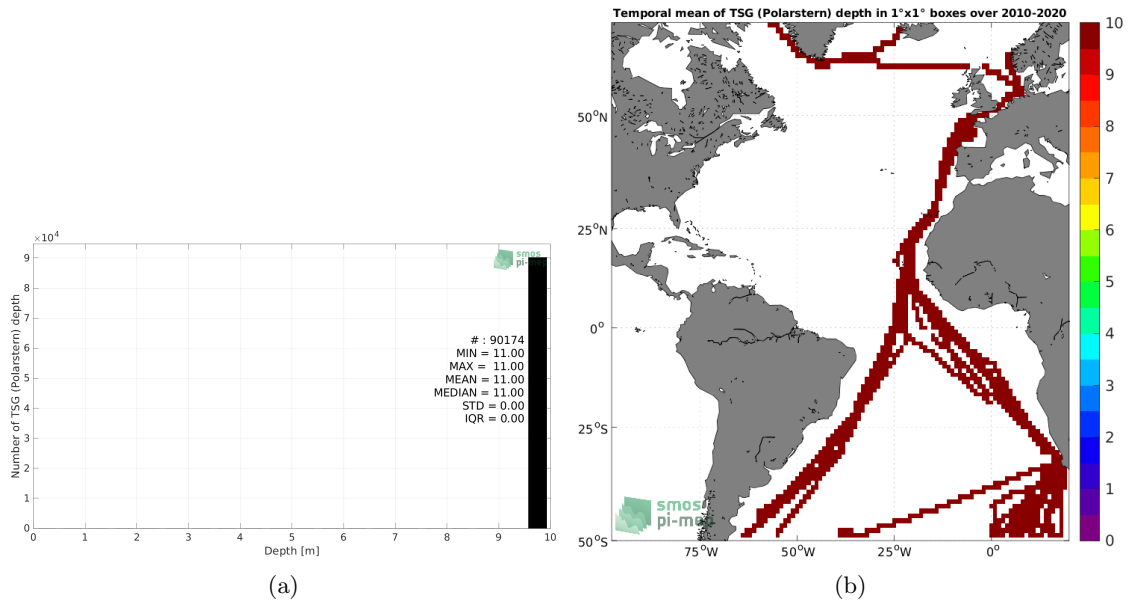 Temporal mean of TSG (Polarstern) depth in 1°x1° boxes over 2010-2020
×10⁴
9
8
7
6
5
4
3
2
1
0
Number of TSG (Polarstern) depth
smos
# : 90174
MIN = 11.00
MAX = 11.00
MEAN = 11.00
MEDIAN = 11.00
STD = 0.00
IQR = 0.00
0 1 2 3 4 5 6 7 8 9 10
Depth [m]
(a)
50°N
25°N
0°
25°S
50°S
75°W 50°W 25°W 0°
smos
pi-mep
10
9
8
7
6
5
4
3
2
1
0
(b)